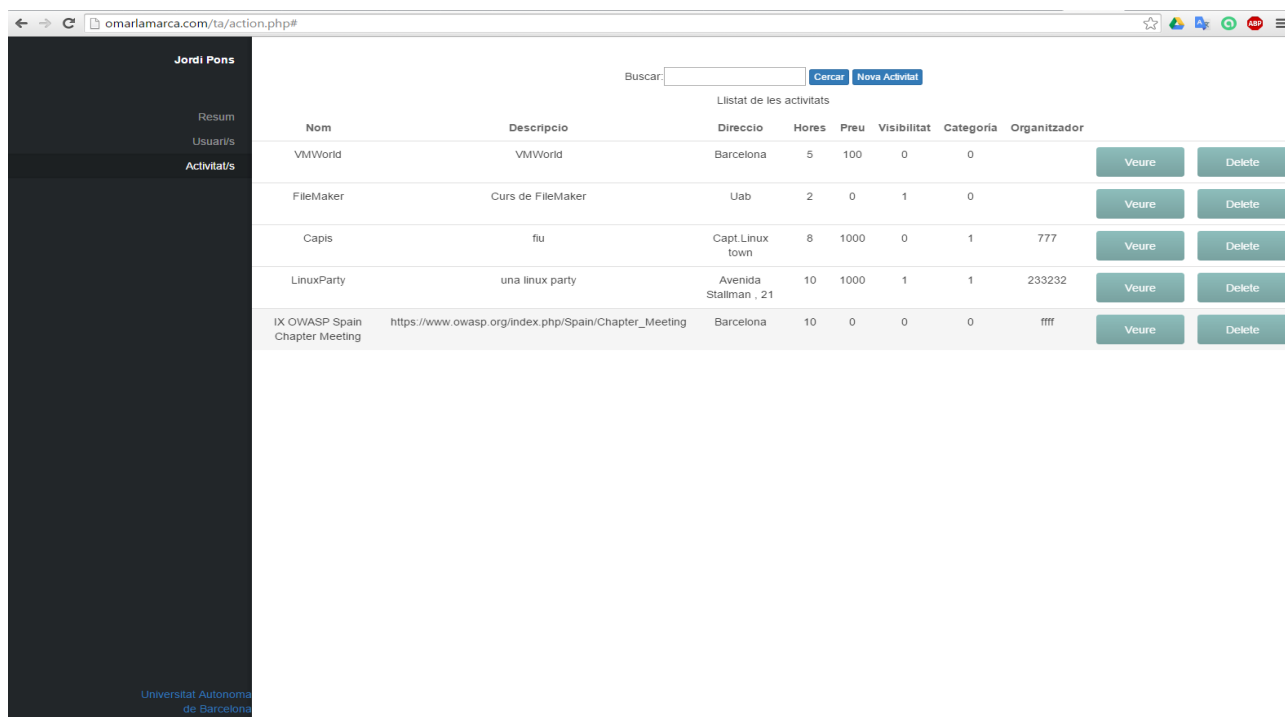 omarlamarca.com/ta/action.php#
ABP
Jordi Pons
Resum
Usuari/s
Activitat/s
Universitat Autonoma
de Barcelona
Buscar: Cercar Nova Activitat
Llistat de les activitats
Nom Descripcio Direccio Hores Preu Visibilitat Categoria Organitzador
VMWorld VMWorld Barcelona 5 100 0 0 Veure Delete
FileMaker Curs de FileMaker Uab 2 0 1 0 Veure Delete
Capis fiu Capt.Linux 8 1000 0 1 777 Veure Delete
town
LinuxParty una linux party Avenida 10 1000 1 1 233232 Veure Delete
Stallman , 21
IX OWASP Spain https://www.owasp.org/index.php/Spain/Chapter_Meeting Barcelona 10 0 0 0 ffff Veure Delete
Chapter Meeting